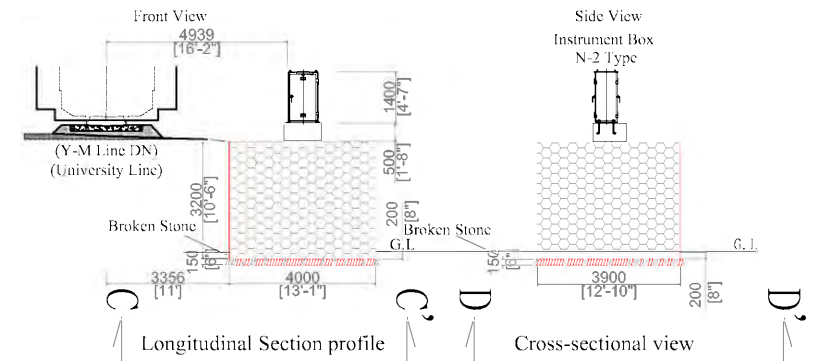 Front View
4939
[16'-2"]
1400
[4'-7"]
(Y-M Line DN)
(University Line)
500
[1'-8"]
3200
[10'-6"]
200
[8"]
Broken Stone
G.L
150
[6"]
3356
[11']
4000
[13'-1"]
C
C'
Longitudinal Section profile
Side View
Instrument Box
N-2 Type
Broken Stone
G.L
150
[6"]
3900
[12'-10"]
200
[8"]
D
D'
Cross-sectional view